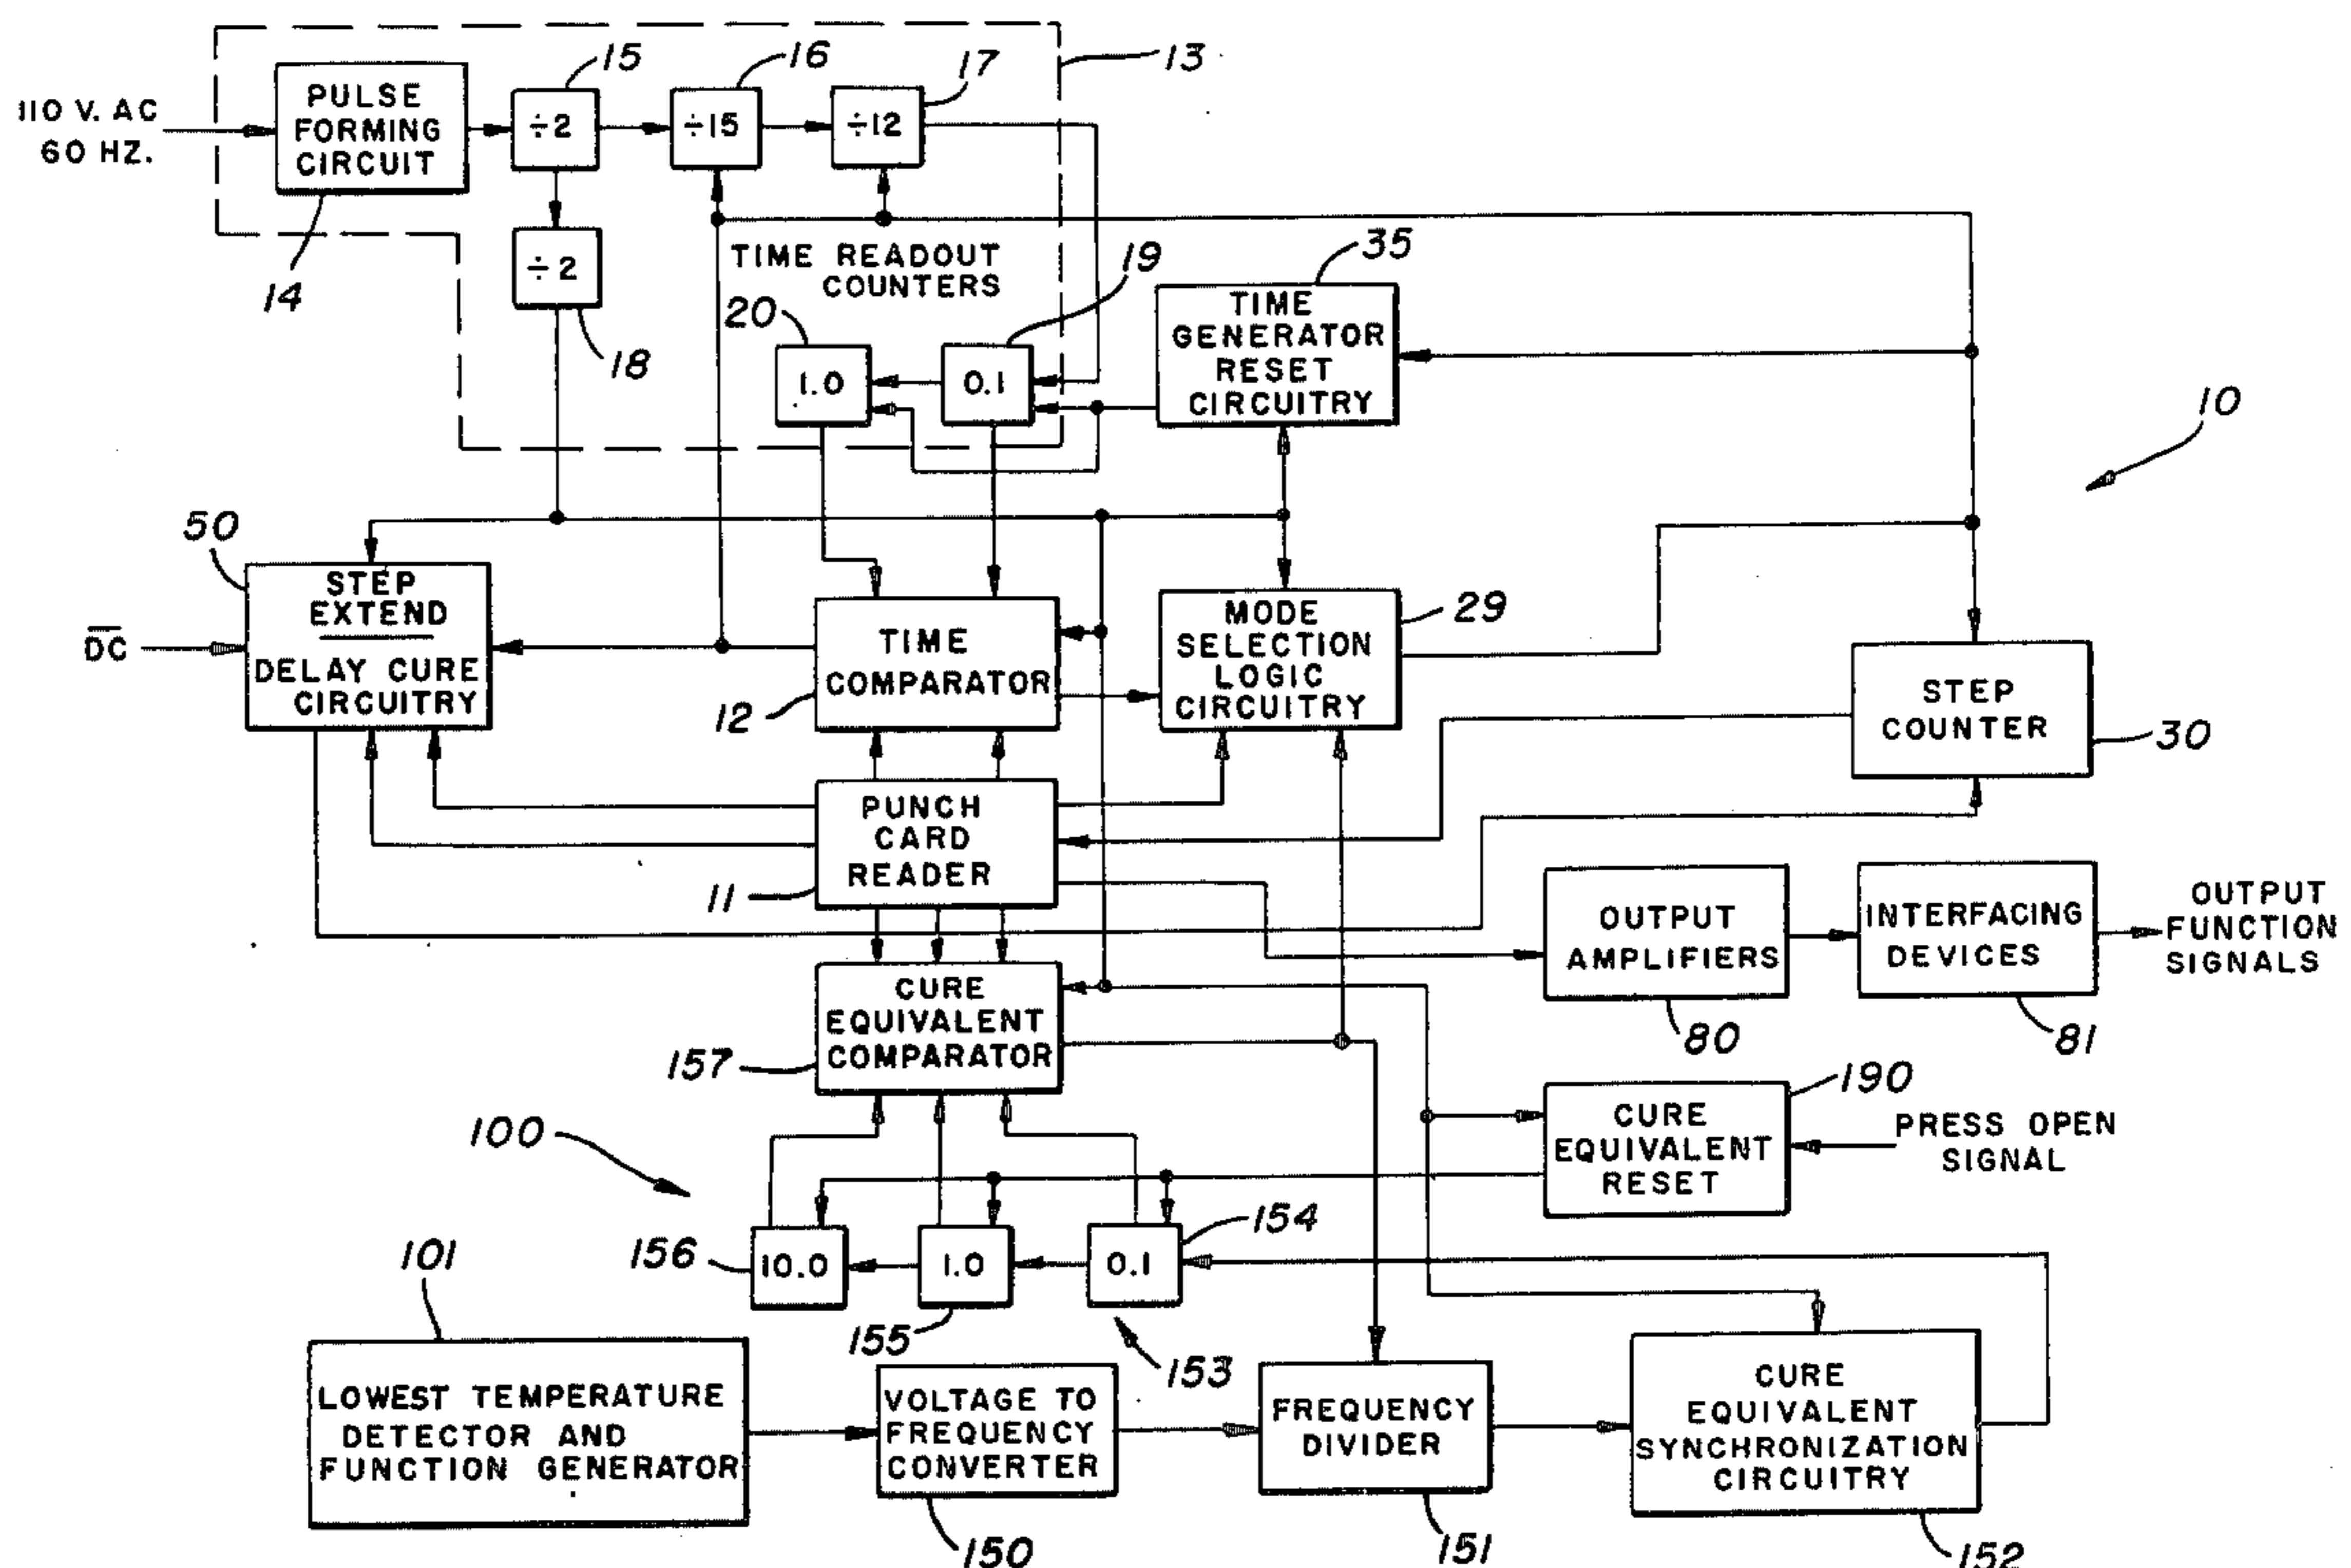 110 V. AC
60 HZ.
PULSE
FORMING
CIRCUIT
14
÷2
15
÷15
16
÷12
17
13
÷2
18
TIME READOUT
COUNTERS
20
1.0
19
0.1
35
TIME
GENERATOR
RESET
CIRCUITRY
10
50
DC
STEP
EXTEND
DELAY CURE
CIRCUITRY
TIME
COMPARATOR
12
MODE
SELECTION
LOGIC
CIRCUITRY
29
STEP
COUNTER
30
PUNCH
CARD
READER
11
OUTPUT
AMPLIFIERS
80
INTERFACING
DEVICES
81
OUTPUT
FUNCTION
SIGNALS
CURE
EQUIVALENT
COMPARATOR
157
CURE
EQUIVALENT
RESET
190
PRESS OPEN
SIGNAL
100
156
10.0
1.0
155
0.1
154
153
101
LOWEST TEMPERATURE
DETECTOR AND
FUNCTION GENERATOR
VOLTAGE TO
FREQUENCY
CONVERTER
150
FREQUENCY
DIVIDER
151
CURE
EQUIVALENT
SYNCHRONIZATION
CIRCUITRY
152